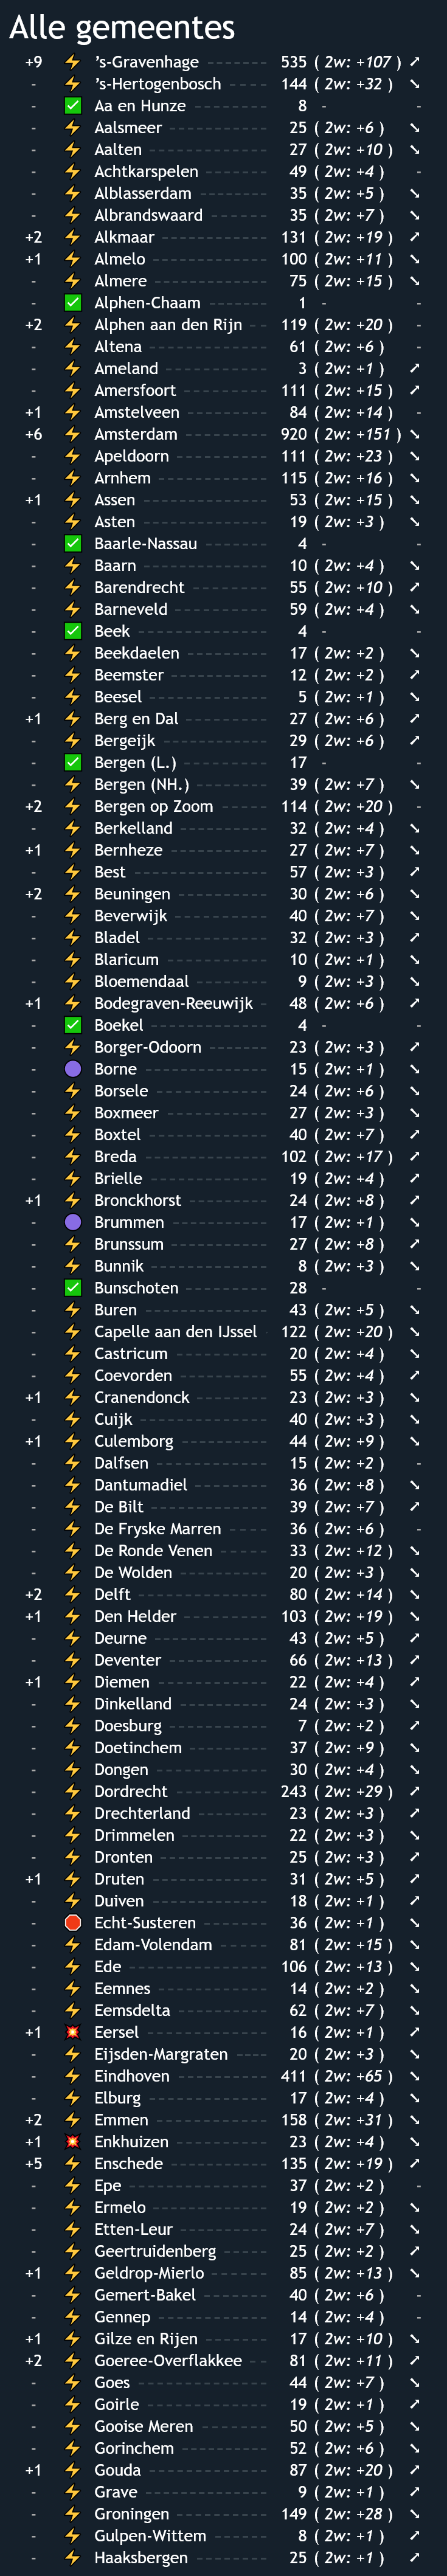 Alle gemeentes
+9 ⚡ 's-Gravenhage 535 ( 2w: +107 ) ↗
- ⚡ 's-Hertogenbosch 144 ( 2w: +32 ) ↘
- ✅ Aa en Hunze 8 - -
- ⚡ Aalsmeer 25 ( 2w: +6 ) ↘
- ⚡ Aalten 27 ( 2w: +10 ) ↘
- ⚡ Achtkarspelen 49 ( 2w: +4 ) -
- ⚡ Alblasserdam 35 ( 2w: +5 ) ↘
- ⚡ Albrandswaard 35 ( 2w: +7 ) ↘
+2 ⚡ Alkmaar 131 ( 2w: +19 ) ↗
+1 ⚡ Almelo 100 ( 2w: +11 ) ↘
- ⚡ Almere 75 ( 2w: +15 ) ↘
- ✅ Alphen-Chaam 1 - -
+2 ⚡ Alphen aan den Rijn 119 ( 2w: +20 ) -
- ⚡ Altena 61 ( 2w: +6 ) -
- ⚡ Ameland 3 ( 2w: +1 ) ↗
- ⚡ Amersfoort 111 ( 2w: +15 ) ↗
+1 ⚡ Amstelveen 84 ( 2w: +14 ) -
+6 ⚡ Amsterdam 920 ( 2w: +151 ) ↘
- ⚡ Apeldoorn 111 ( 2w: +23 ) ↘
- ⚡ Arnhem 115 ( 2w: +16 ) ↘
+1 ⚡ Assen 53 ( 2w: +15 ) ↘
- ⚡ Asten 19 ( 2w: +3 ) ↘
- ✅ Baarle-Nassau 4 - -
- ⚡ Baarn 10 ( 2w: +4 ) ↘
- ⚡ Barendrecht 55 ( 2w: +10 ) ↗
- ⚡ Barneveld 59 ( 2w: +4 ) ↘
- ✅ Beek 4 - -
- ⚡ Beekdaelen 17 ( 2w: +2 ) ↘
- ⚡ Beemster 12 ( 2w: +2 ) ↗
- ⚡ Beesel 5 ( 2w: +1 ) ↘
+1 ⚡ Berg en Dal 27 ( 2w: +6 ) ↗
- ⚡ Bergeijk 29 ( 2w: +6 ) ↗
- ✅ Bergen (L.) 17 - -
- ⚡ Bergen (NH.) 39 ( 2w: +7 ) ↘
+2 ⚡ Bergen op Zoom 114 ( 2w: +20 ) -
- ⚡ Berkelland 32 ( 2w: +4 ) ↘
+1 ⚡ Bernheze 27 ( 2w: +7 ) ↘
- ⚡ Best 57 ( 2w: +3 ) ↗
+2 ⚡ Beuningen 30 ( 2w: +6 ) ↘
- ⚡ Beverwijk 40 ( 2w: +7 ) ↘
- ⚡ Bladel 32 ( 2w: +3 ) ↗
- ⚡ Blaricum 10 ( 2w: +1 ) ↘
- ⚡ Bloemendaal 9 ( 2w: +3 ) ↘
+1 ⚡ Bodegraven-Reeuwijk 48 ( 2w: +6 ) ↗
- ✅ Boekel 4 - -
- ⚡ Borger-Odoorn 23 ( 2w: +3 ) ↗
- 🟣 Borne 15 ( 2w: +1 ) ↘
- ⚡ Borsele 24 ( 2w: +6 ) ↘
- ⚡ Boxmeer 27 ( 2w: +3 ) ↗
- ⚡ Boxtel 40 ( 2w: +7 ) ↗
- ⚡ Breda 102 ( 2w: +17 ) ↗
- ⚡ Brielle 19 ( 2w: +4 ) ↗
+1 ⚡ Bronckhorst 24 ( 2w: +8 ) ↗
- 🟣 Brummen 17 ( 2w: +1 ) ↘
- ⚡ Brunssum 27 ( 2w: +8 ) ↗
- ⚡ Bunnik 8 ( 2w: +3 ) ↘
- ✅ Bunschoten 28 - -
- ⚡ Buren 43 ( 2w: +5 ) ↘
- ⚡ Capelle aan den IJssel 122 ( 2w: +20 ) ↘
- ⚡ Castricum 20 ( 2w: +4 ) ↘
- ⚡ Coevorden 55 ( 2w: +4 ) ↗
+1 ⚡ Cranendonck 23 ( 2w: +3 ) ↘
- ⚡ Cuijk 40 ( 2w: +3 ) ↘
+1 ⚡ Culemborg 44 ( 2w: +9 ) ↘
- ⚡ Dalfsen 15 ( 2w: +2 ) -
- ⚡ Dantumadiel 36 ( 2w: +8 ) ↘
- ⚡ De Bilt 39 ( 2w: +7 ) ↗
- ⚡ De Fryske Marren 36 ( 2w: +6 ) -
- ⚡ De Ronde Venen 33 ( 2w: +12 ) ↘
- ⚡ De Wolden 20 ( 2w: +3 ) ↘
+2 ⚡ Delft 80 ( 2w: +14 ) ↘
+1 ⚡ Den Helder 103 ( 2w: +19 ) ↘
- ⚡ Deurne 43 ( 2w: +5 ) ↗
- ⚡ Deventer 66 ( 2w: +13 ) ↗
+1 ⚡ Diemen 22 ( 2w: +4 ) ↗
- ⚡ Dinkelland 24 ( 2w: +3 ) ↘
- ⚡ Doesburg 7 ( 2w: +2 ) ↗
- ⚡ Doetinchem 37 ( 2w: +9 ) ↘
- ⚡ Dongen 30 ( 2w: +4 ) ↘
- ⚡ Dordrecht 243 ( 2w: +29 ) ↗
- ⚡ Drechterland 23 ( 2w: +3 ) ↗
- ⚡ Drimmelen 22 ( 2w: +3 ) ↘
- ⚡ Dronten 25 ( 2w: +3 ) ↗
+1 ⚡ Druten 31 ( 2w: +5 ) ↗
- ⚡ Duiven 18 ( 2w: +1 ) ↗
- 🛑 Echt-Susteren 36 ( 2w: +1 ) ↘
- ⚡ Edam-Volendam 81 ( 2w: +15 ) ↘
- ⚡ Ede 106 ( 2w: +13 ) ↗
- ⚡ Eemnes 14 ( 2w: +2 ) ↘
- ⚡ Eemsdelta 62 ( 2w: +7 ) ↘
+1 💥 Eersel 16 ( 2w: +1 ) ↗
- ⚡ Eijsden-Margraten 20 ( 2w: +3 ) ↘
- ⚡ Eindhoven 411 ( 2w: +65 ) ↘
- ⚡ Elburg 17 ( 2w: +4 ) ↘
+2 ⚡ Emmen 158 ( 2w: +31 ) ↘
+1 💥 Enkhuizen 23 ( 2w: +4 ) ↘
+5 ⚡ Enschede 135 ( 2w: +19 ) ↗
- ⚡ Epe 37 ( 2w: +2 ) -
- ⚡ Ermelo 19 ( 2w: +2 ) ↘
- ⚡ Etten-Leur 24 ( 2w: +7 ) ↘
- ⚡ Geertruidenberg 25 ( 2w: +2 ) ↗
+1 ⚡ Geldrop-Mierlo 85 ( 2w: +13 ) ↘
- ⚡ Gemert-Bakel 40 ( 2w: +6 ) -
- ⚡ Gennep 14 ( 2w: +4 ) -
+1 ⚡ Gilze en Rijen 17 ( 2w: +10 ) ↘
+2 ⚡ Goeree-Overflakkee 81 ( 2w: +11 ) ↗
- ⚡ Goes 44 ( 2w: +7 ) ↘
- ⚡ Goirle 19 ( 2w: +1 ) ↗
- ⚡ Gooise Meren 50 ( 2w: +5 ) ↘
- ⚡ Gorinchem 52 ( 2w: +6 ) ↘
+1 ⚡ Gouda 87 ( 2w: +20 ) ↗
- ⚡ Grave 9 ( 2w: +1 ) ↗
- ⚡ Groningen 149 ( 2w: +28 ) ↘
- ⚡ Gulpen-Wittem 8 ( 2w: +1 ) ↗
- ⚡ Haaksbergen 25 ( 2w: +1 ) ↗